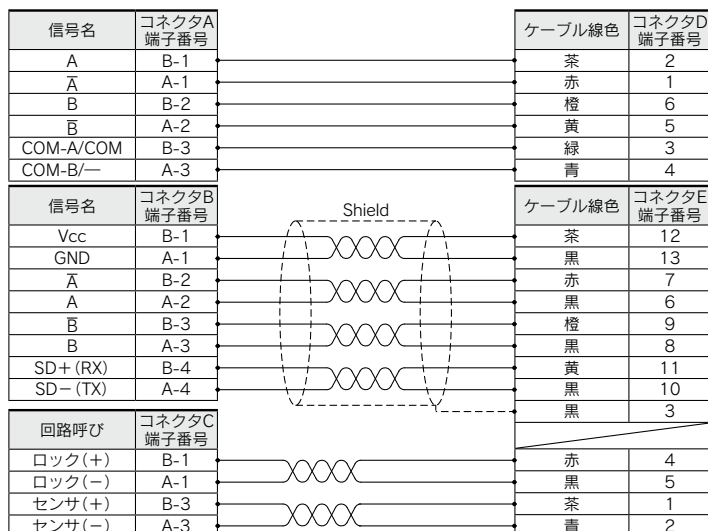 信号名 コネクタA端子番号 ケーブル線色 コネクタD端子番号
A B-1 茶 2
A̅ A-1 赤 1
B B-2 橙 6
B̅ A-2 黄 5
COM-A/COM B-3 緑 3
COM-B/― A-3 青 4
信号名 コネクタB端子番号 Shield ケーブル線色 コネクタE端子番号
Vcc B-1 茶 12
GND A-1 黒 13
A̅ B-2 赤 7
A A-2 黒 6
B̅ B-3 橙 9
B A-3 黒 8
SD+(RX) B-4 黄 11
SD−(TX) A-4 黒 10
黒 3
回路呼び コネクタC端子番号
ロック(+) B-1 赤 4
ロック(−) A-1 黒 5
センサ(+) B-3 茶 1
センサ(−) A-3 青 2